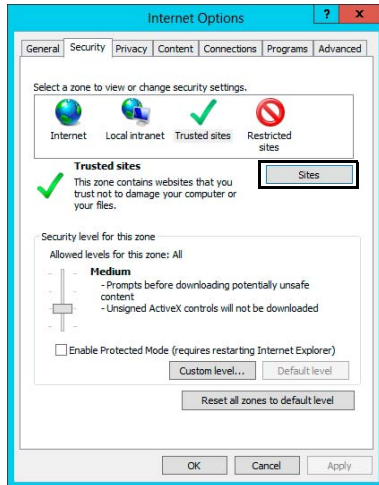 Internet Options
?
x
General Security Privacy Content Connections Programs Advanced
Select a zone to view or change security settings.
Internet Local intranet Trusted sites Restricted
sites
Trusted sites
Sites
This zone contains websites that you
trust not to damage your computer or
your files.
Security level for this zone
Allowed levels for this zone: All
Medium
- Prompts before downloading potentially unsafe
content
- Unsigned ActiveX controls will not be downloaded
Enable Protected Mode (requires restarting Internet Explorer)
Custom level... Default level
Reset all zones to default level
OK Cancel Apply